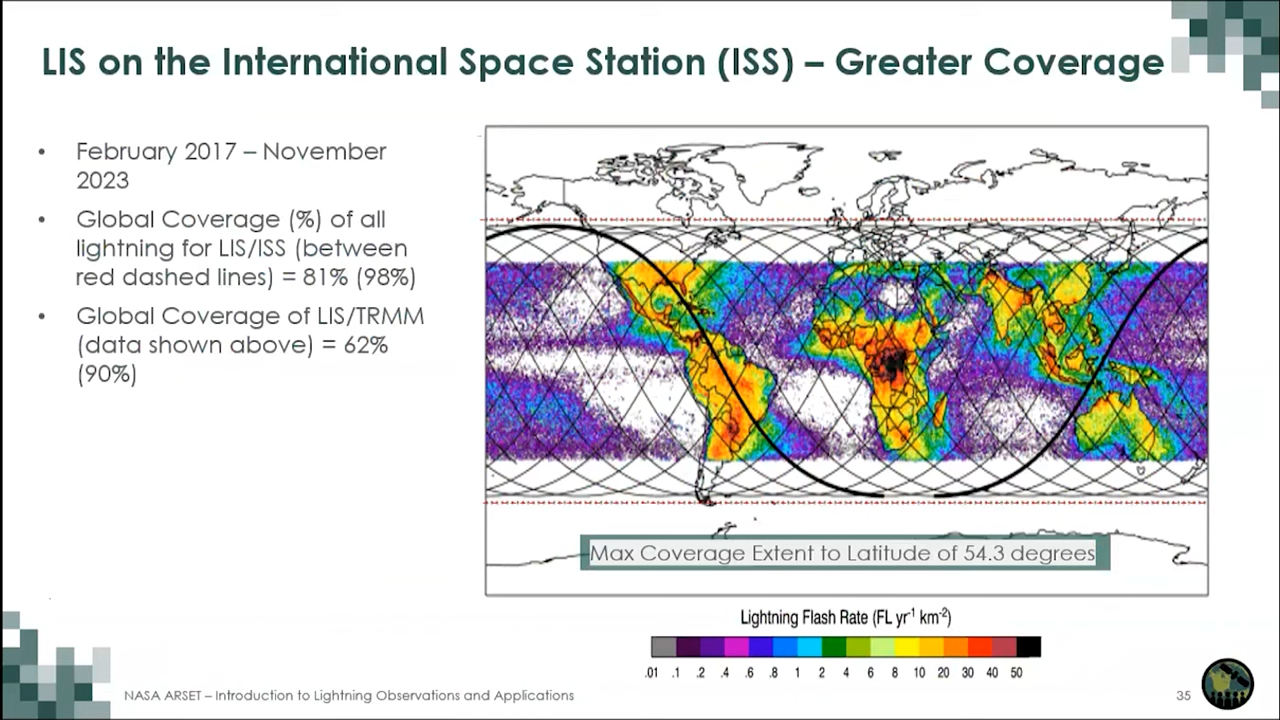 LIS on the International Space Station (ISS) – Greater Coverage
• February 2017 – November
2023
• Global Coverage (%) of all
lightning for LIS/ISS (between
red dashed lines) = 81% (98%)
• Global Coverage of LIS/TRMM
(data shown above) = 62%
(90%)
Max Coverage Extent to Latitude of 54.3 degrees
Lightning Flash Rate (FL yr⁻¹ km⁻²)
.01 .1 .2 .4 .6 .8 1 2 4 6 8 10 20 30 40 50
NASA ARSET – Introduction to Lightning Observations and Applications
35